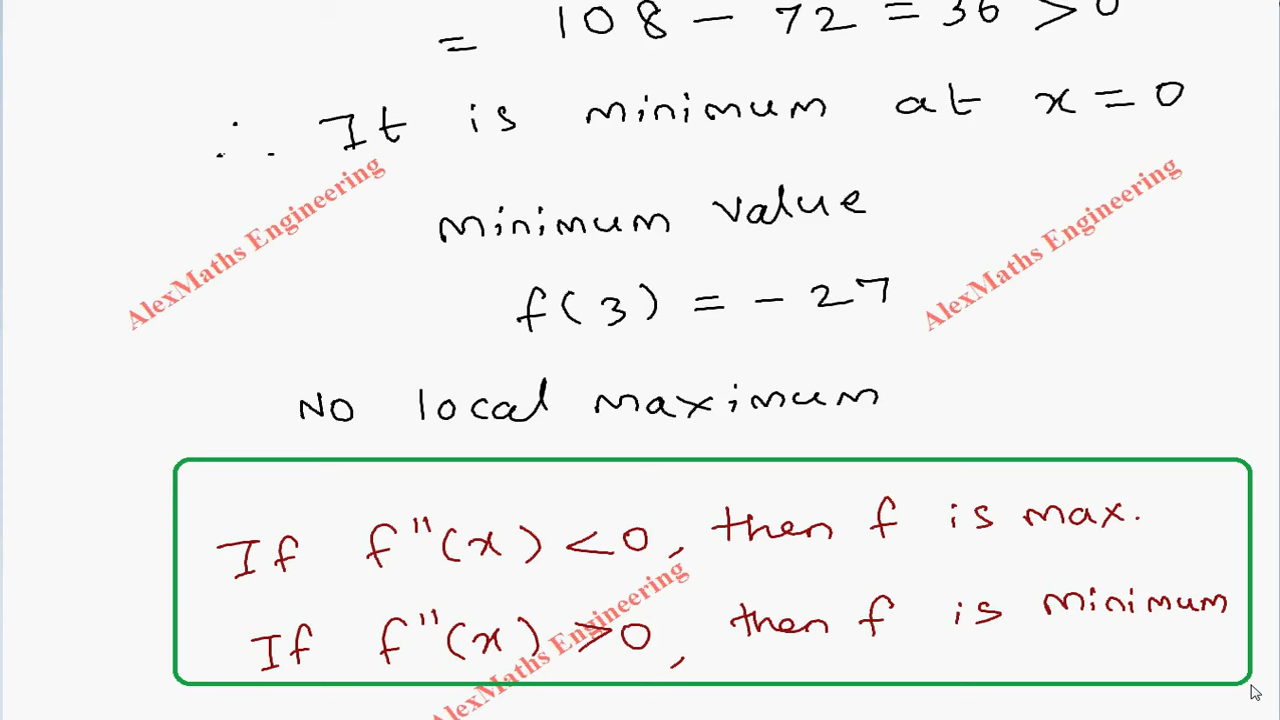 = 108 - 72 = 36 > 0
∴ It is minimum at x = 0
AlexMaths Engineering
AlexMaths Engineering
minimum value
f(3) = - 27
No local maximum
If f''(x) < 0, then f is max.
If f''(x) > 0, then f is minimum
AlexMaths Engineering